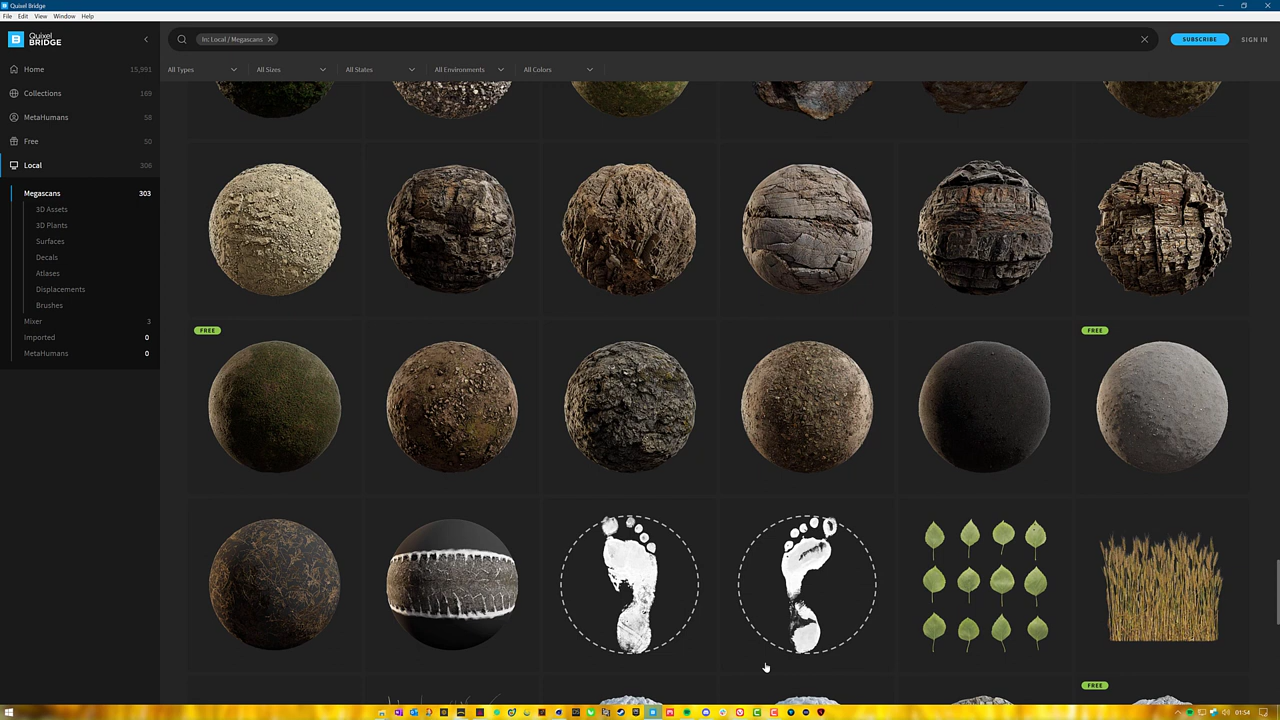 Quixel Bridge
File Edit View Window Help
Quixel
BRIDGE
In: Local / Megascans
SUBSCRIBE
SIGN IN
All Types
All Sizes
All States
All Environments
All Colors
Home 15,991
Collections 169
MetaHumans 58
Free 50
Local 306
Megascans 303
3D Assets
3D Plants
Surfaces
Decals
Atlases
Displacements
Brushes
Mixer 3
Imported 0
MetaHumans 0
FREE
FREE
FREE
01:54